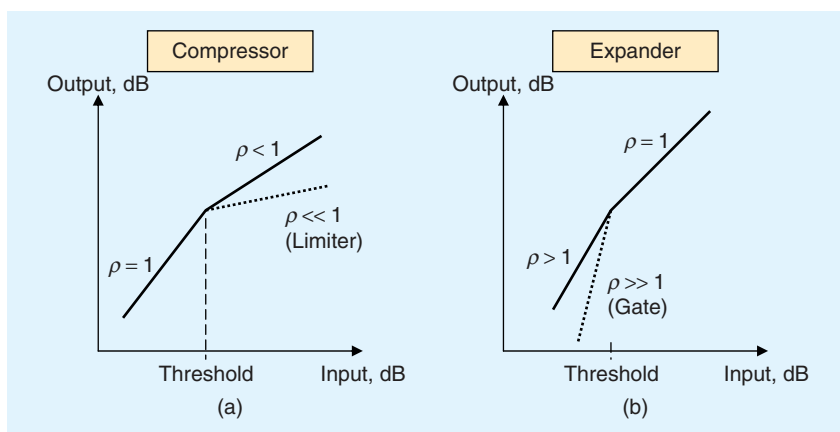 Compressor
Output, dB
ρ < 1
ρ << 1
(Limiter)
ρ = 1
Threshold
Input, dB
(a)
Expander
Output, dB
ρ = 1
ρ > 1
ρ >> 1
(Gate)
Threshold
Input, dB
(b)